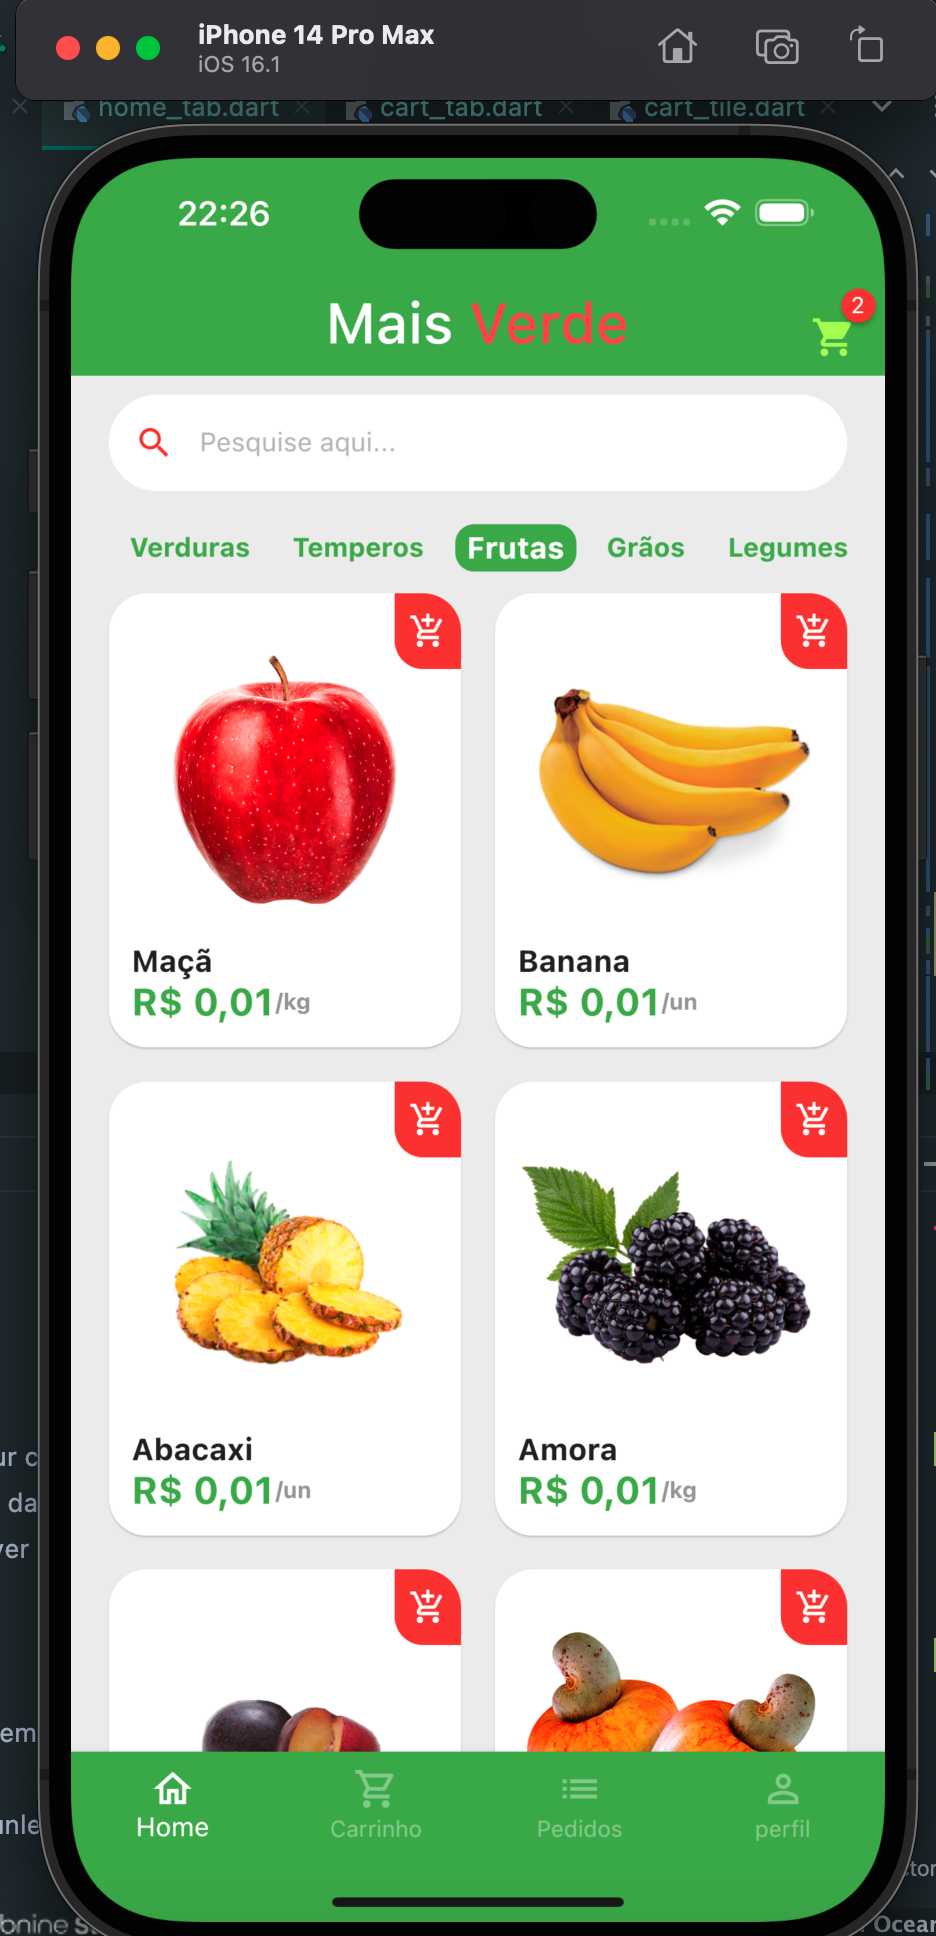 iPhone 14 Pro Max
iOS 16.1
home_tab.dart
cart_tab.dart
cart_tile.dart
22:26
Mais Verde
2
Pesquise aqui...
Verduras Temperos Frutas Grãos Legumes
Maçã
R$ 0,01/kg
Banana
R$ 0,01/un
Abacaxi
R$ 0,01/un
Amora
R$ 0,01/kg
Home
Carrinho
Pedidos
perfil